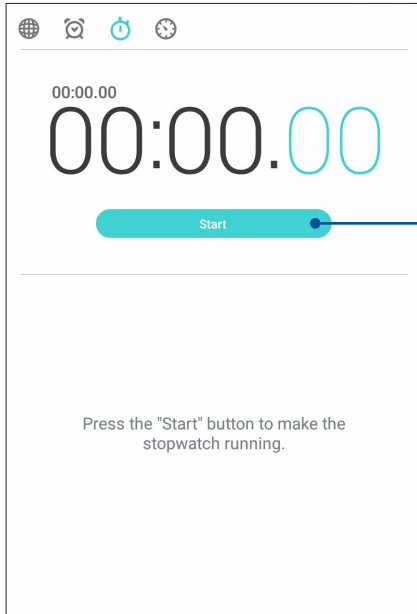 00:00.00
00:00.00
Start
Press the "Start" button to make the
stopwatch running.